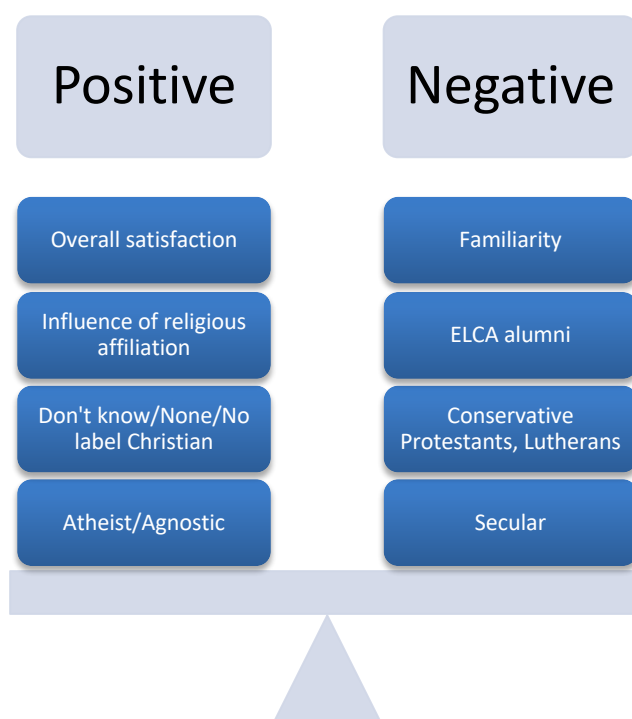 Positive
Overall satisfaction
Influence of religious
affiliation
Don't know/None/No
label Christian
Atheist/Agnostic
Negative
Familiarity
ELCA alumni
Conservative
Protestants, Lutherans
Secular